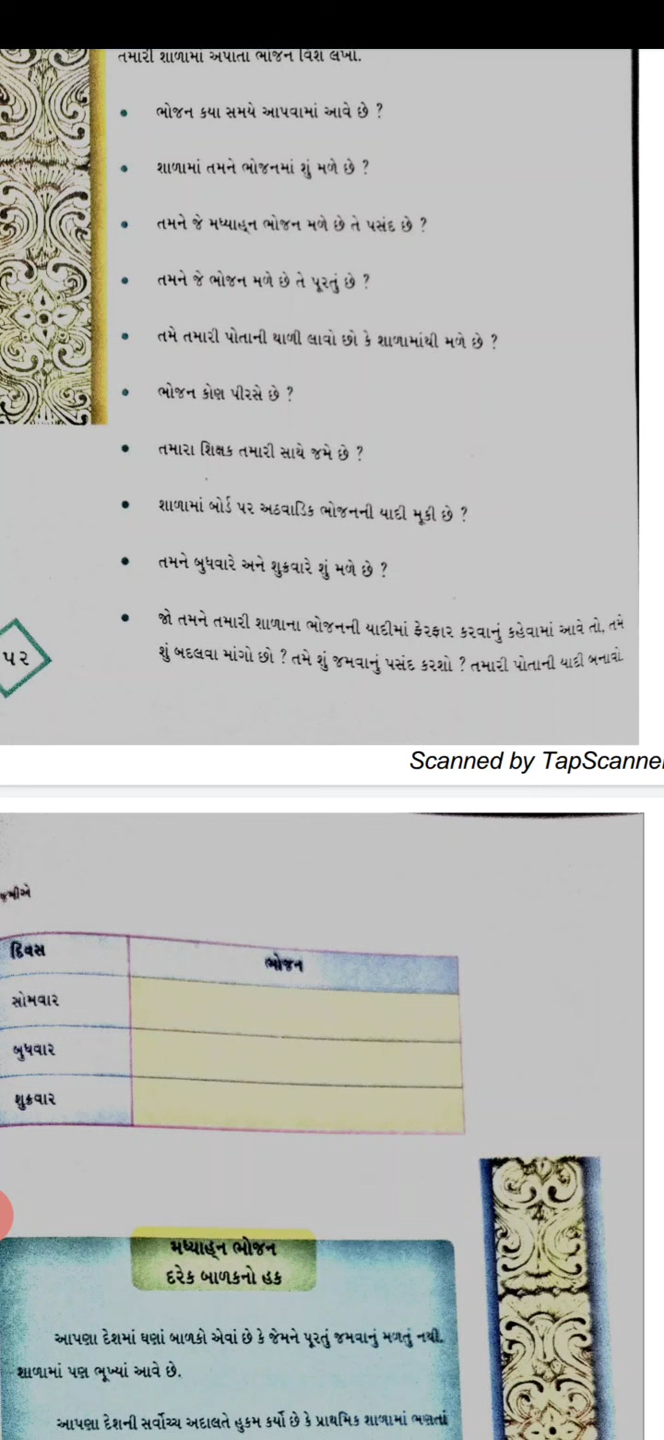 તમારી શાળામાં અપાતા ભોજન વિશે લખો.
• ભોજન કયા સમયે આપવામાં આવે છે ?
• શાળામાં તમને ભોજનમાં શું મળે છે ?
• તમને જે મધ્યાહ્ન ભોજન મળે છે તે પસંદ છે ?
• તમને જે ભોજન મળે છે તે પૂરતું છે ?
• તમે તમારી પોતાની થાળી લાવો છો કે શાળામાંથી મળે છે ?
• ભોજન કોણ પીરસે છે ?
• તમારા શિક્ષક તમારી સાથે જમે છે ?
• શાળામાં બોર્ડ પર અઠવાડિક ભોજનની યાદી મૂકી છે ?
• તમને બુધવારે અને શુક્રવારે શું મળે છે ?
• જો તમને તમારી શાળાના ભોજનની યાદીમાં ફેરફાર કરવાનું કહેવામાં આવે તો, તમે
શું બદલવા માંગો છો ? તમે શું જમવાનું પસંદ કરશો ? તમારી પોતાની યાદી બનાવો.
૫૨
Scanned by TapScanner
દિવસ ભોજન
સોમવાર
બુધવાર
શુક્રવાર
મધ્યાહ્ન ભોજન
દરેક બાળકનો હક
આપણા દેશમાં ઘણાં બાળકો એવાં છે કે જેમને પૂરતું જમવાનું મળતું નથી.
શાળામાં પણ ભૂખ્યાં આવે છે.
આપણા દેશની સર્વોચ્ચ અદાલતે હુકમ કર્યો છે કે પ્રાથમિક શાળામાં ભણતાં